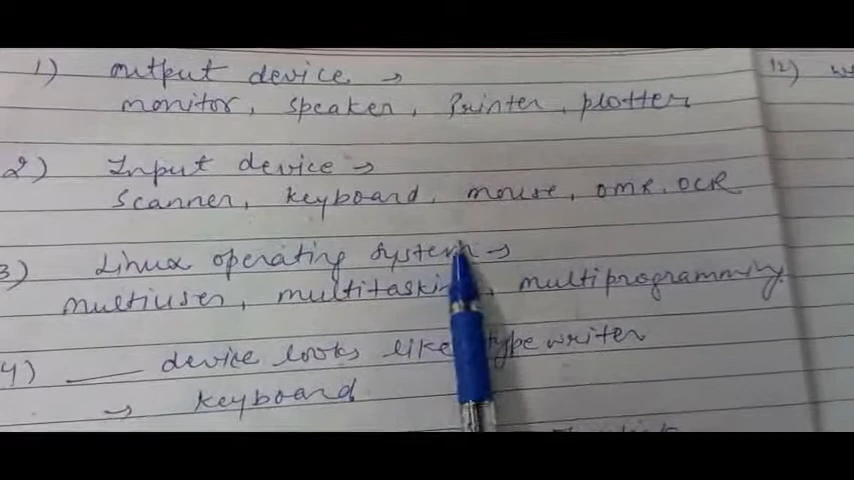 1) output device →
monitor, speaker, Printer, plotter
2) Input device →
scanner, keyboard, mouse, OMR, OCR
3) Linux operating system →
multiuser, multitasking, multiprogramming
4) ____ device looks like typewriter
→ keyboard
12)